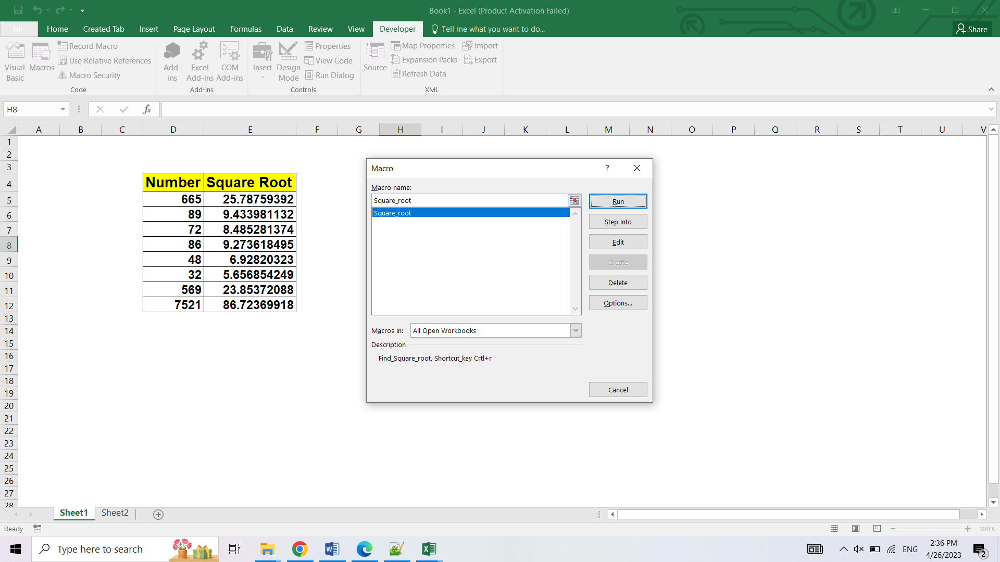 Book1 - Excel (Product Activation Failed)
File Home Created Tab Insert Page Layout Formulas Data Review View Developer Tell me what you want to do... Share
Visual Basic
Macros
Record Macro
Use Relative References
Macro Security
Code
Add-ins
Excel Add-ins
COM Add-ins
Add-ins
Insert
Design Mode
Properties
View Code
Run Dialog
Controls
Source
Map Properties
Expansion Packs
Refresh Data
Import
Export
XML
H8 fx
A B C D E F G H I J K L M N O P Q R S T U V
1
2
3
4 Number Square Root
5 665 25.78759392
6 89 9.433981132
7 72 8.485281374
8 86 9.273618495
9 48 6.92820323
10 32 5.656854249
11 569 23.85372088
12 7521 86.72369918
13
14
15
16
17
18
19
20
21
22
23
24
25
26
27
28
Macro ?
Macro name:
Square_root
Square_root
Run
Step Into
Edit
Create
Delete
Options...
Macros in: All Open Workbooks
Description
Find_Square_root, Shortcut_key Crtl+r
Cancel
Sheet1 Sheet2
Ready 100%
Type here to search
ENG
2:36 PM
4/26/2023
2